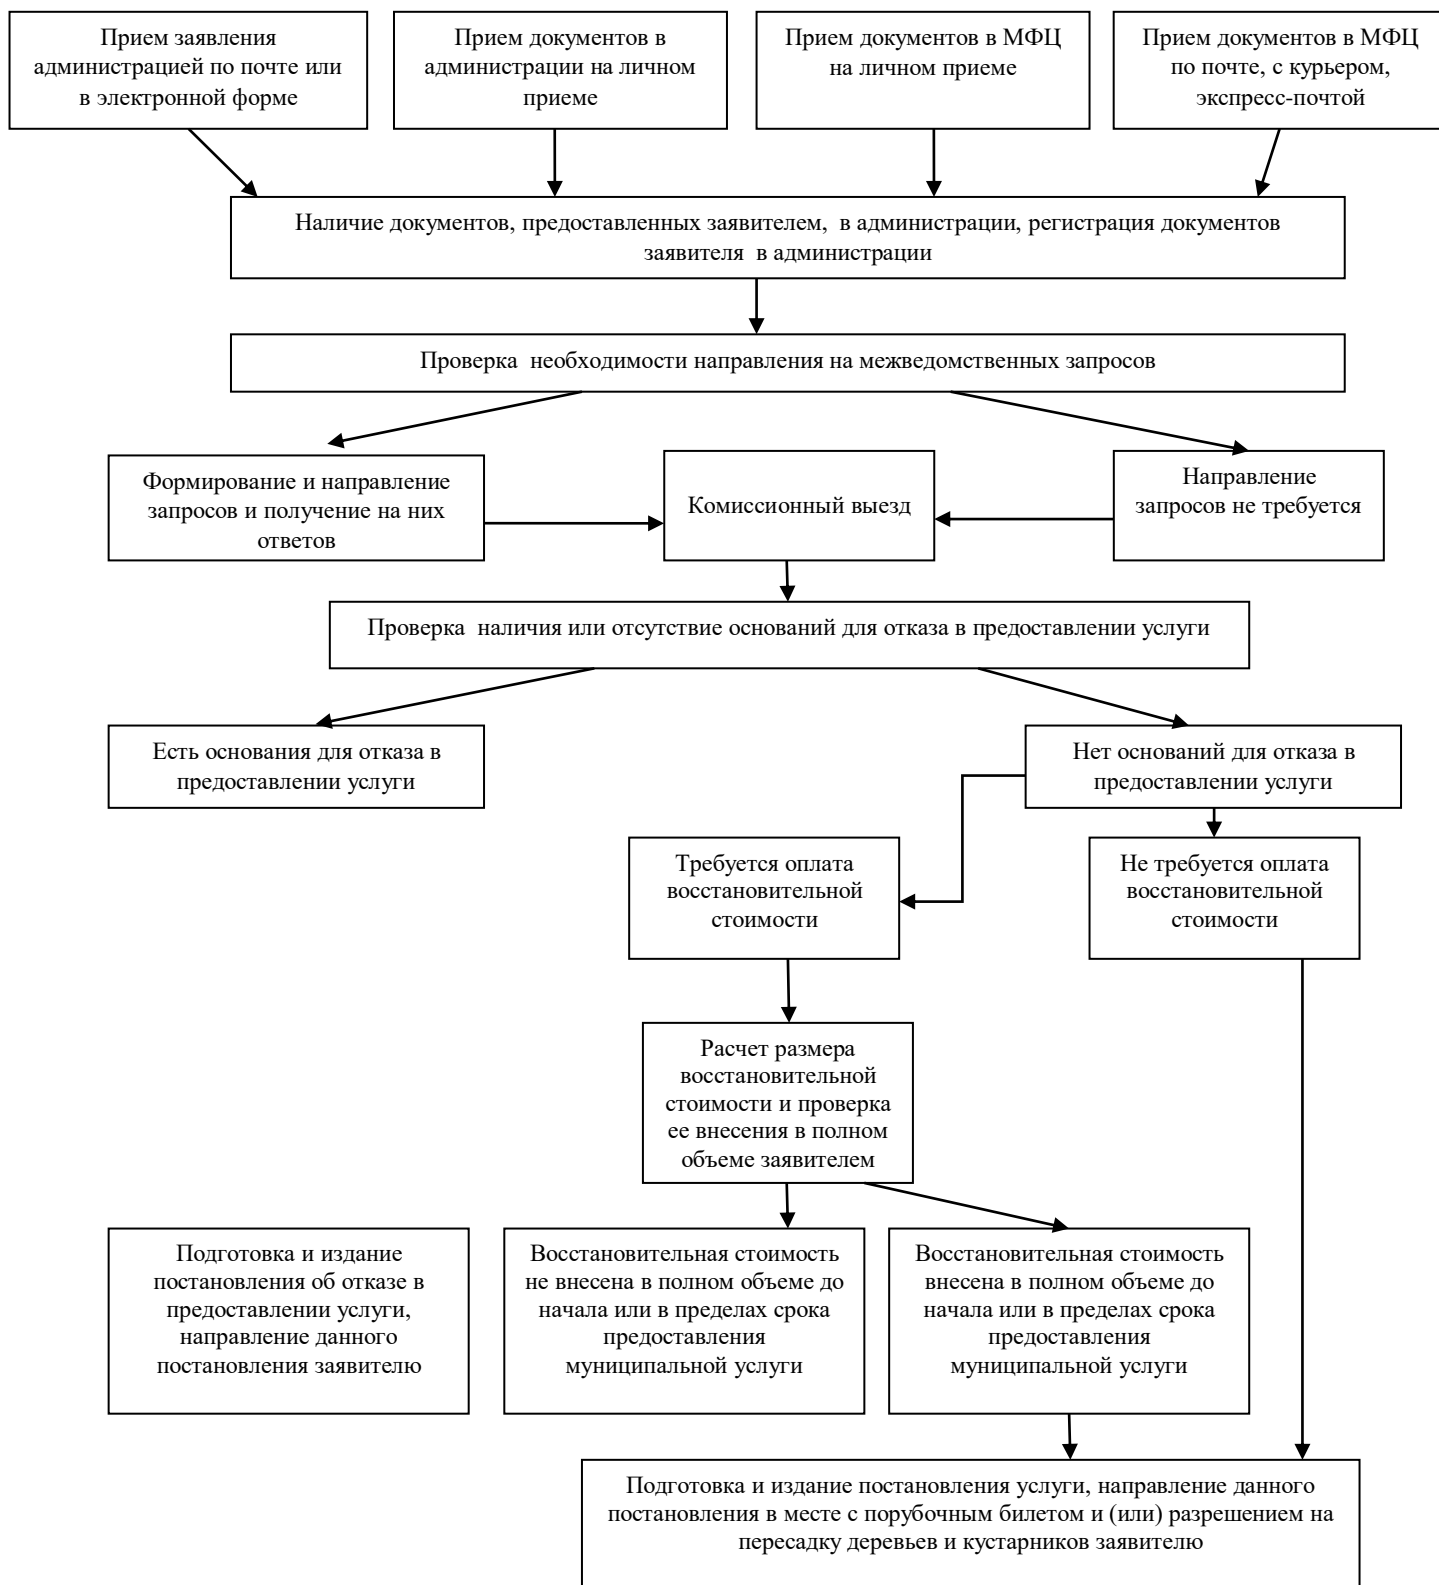 Прием заявления
администрацией по почте или
в электронной форме
Прием документов в
администрации на личном
приеме
Прием документов в МФЦ
на личном приеме
Прием документов в МФЦ
по почте, с курьером,
экспресс-почтой
Наличие документов, предоставленных заявителем, в администрации, регистрация документов
заявителя в администрации
Проверка необходимости направления на межведомственных запросов
Формирование и направление
запросов и получение на них
ответов
Комиссионный выезд
Направление
запросов не требуется
Проверка наличия или отсутствие оснований для отказа в предоставлении услуги
Есть основания для отказа в
предоставлении услуги
Нет оснований для отказа в
предоставлении услуги
Требуется оплата
восстановительной
стоимости
Не требуется оплата
восстановительной
стоимости
Расчет размера
восстановительной
стоимости и проверка
ее внесения в полном
объеме заявителем
Подготовка и издание
постановления об отказе в
предоставлении услуги,
направление данного
постановления заявителю
Восстановительная стоимость
не внесена в полном объеме до
начала или в пределах срока
предоставления
муниципальной услуги
Восстановительная стоимость
внесена в полном объеме до
начала или в пределах срока
предоставления
муниципальной услуги
Подготовка и издание постановления услуги, направление данного
постановления в месте с порубочным билетом и (или) разрешением на
пересадку деревьев и кустарников заявителю